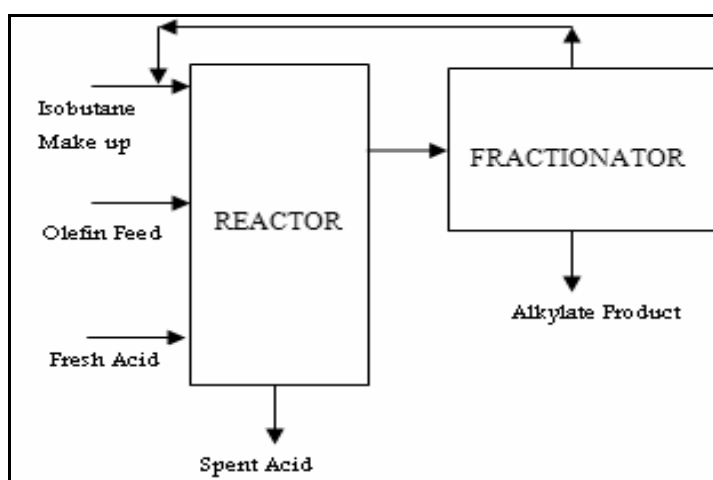 Isobutane
Make up
Olefin Feed
Fresh Acid
REACTOR
Spent Acid
FRACTIONATOR
Alkylate Product